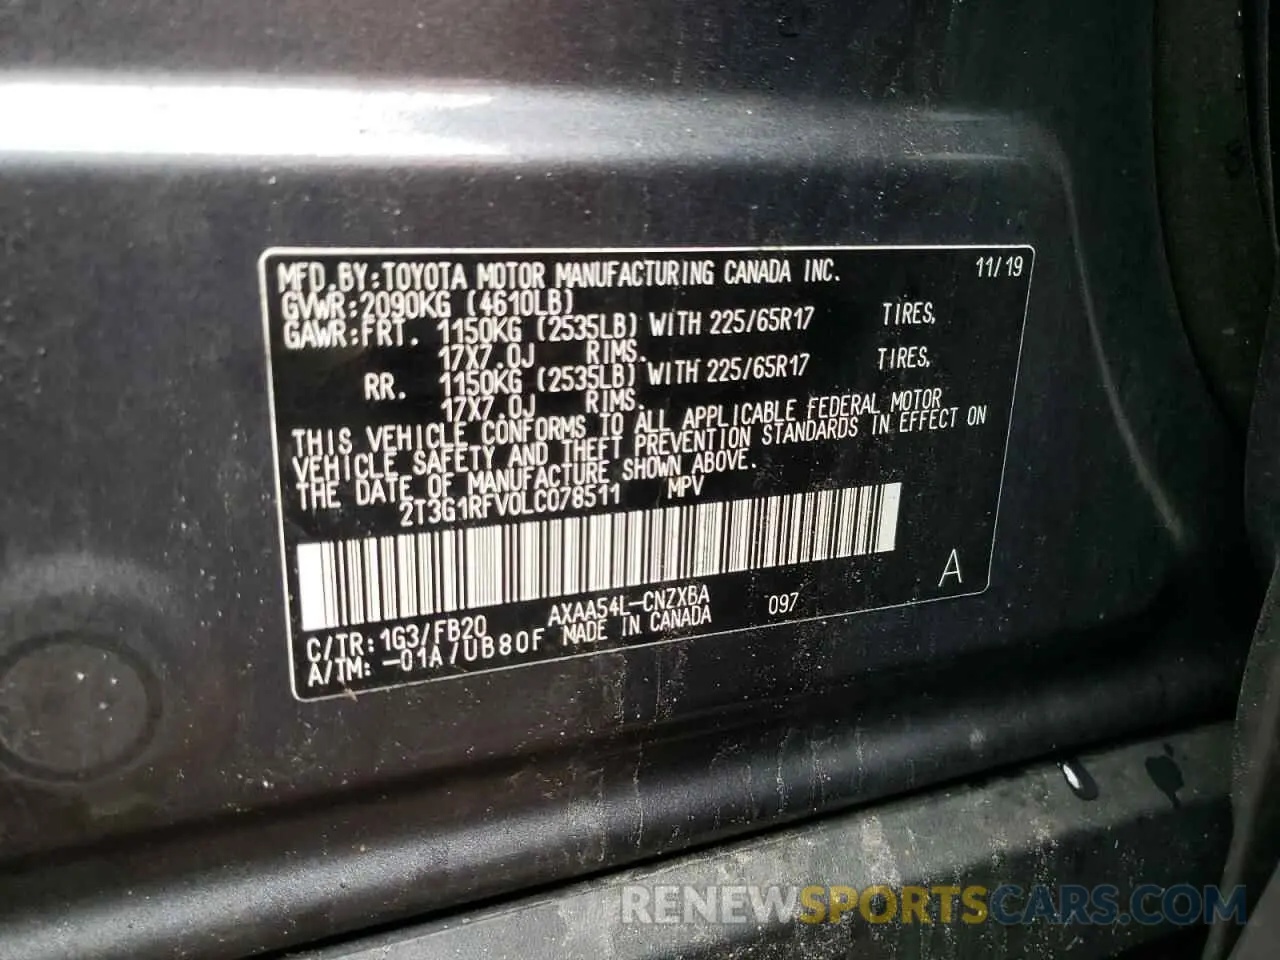 MFD.BY:TOYOTA MOTOR MANUFACTURING CANADA INC. 11/19
GVWR:2090KG (4610LB)
GAWR:FRT. 1150KG (2535LB) WITH 225/65R17 TIRES,
17X7.0J RIMS.
RR. 1150KG (2535LB) WITH 225/65R17 TIRES,
17X7.0J RIMS.
THIS VEHICLE CONFORMS TO ALL APPLICABLE FEDERAL MOTOR
VEHICLE SAFETY AND THEFT PREVENTION STANDARDS IN EFFECT ON
THE DATE OF MANUFACTURE SHOWN ABOVE.
2T3G1RFV0LC078511 MPV
A
C/TR:1G3/FB20 AXAA54L-CNZXBA 097
A/TM:-01A/UB80F MADE IN CANADA
RENEWSPORTSCARS.COM